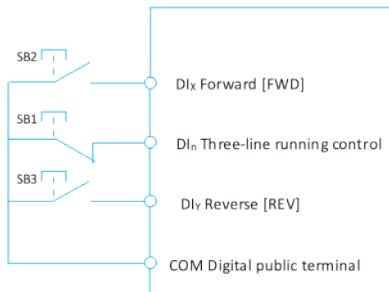 SB2
DIX Forward [FWD]
SB1
DIn Three-line running control
SB3
DIY Reverse [REV]
COM Digital public terminal